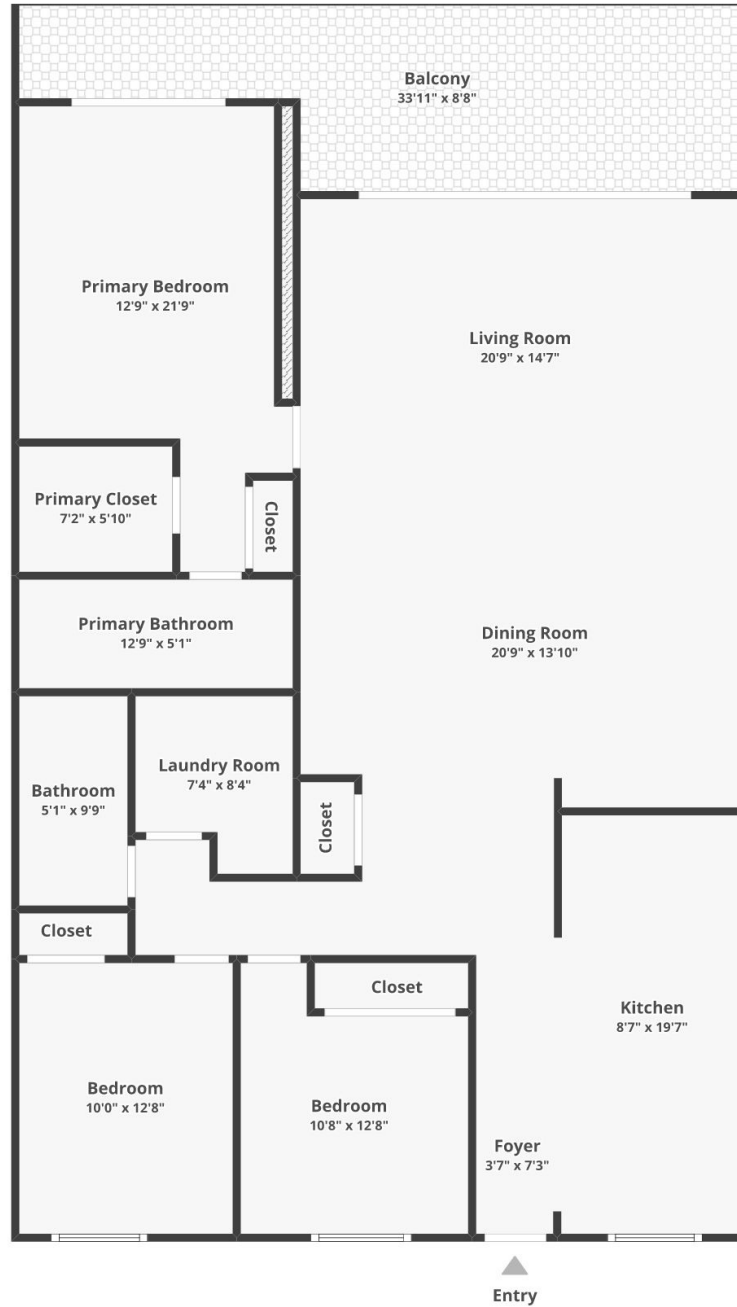 Balcony
33'11" x 8'8"
Primary Bedroom
12'9" x 21'9"
Living Room
20'9" x 14'7"
Primary Closet
7'2" x 5'10"
Closet
Primary Bathroom
12'9" x 5'1"
Dining Room
20'9" x 13'10"
Laundry Room
7'4" x 8'4"
Bathroom
5'1" x 9'9"
Closet
Closet
Closet
Kitchen
8'7" x 19'7"
Bedroom
10'0" x 12'8"
Bedroom
10'8" x 12'8"
Foyer
3'7" x 7'3"
Entry